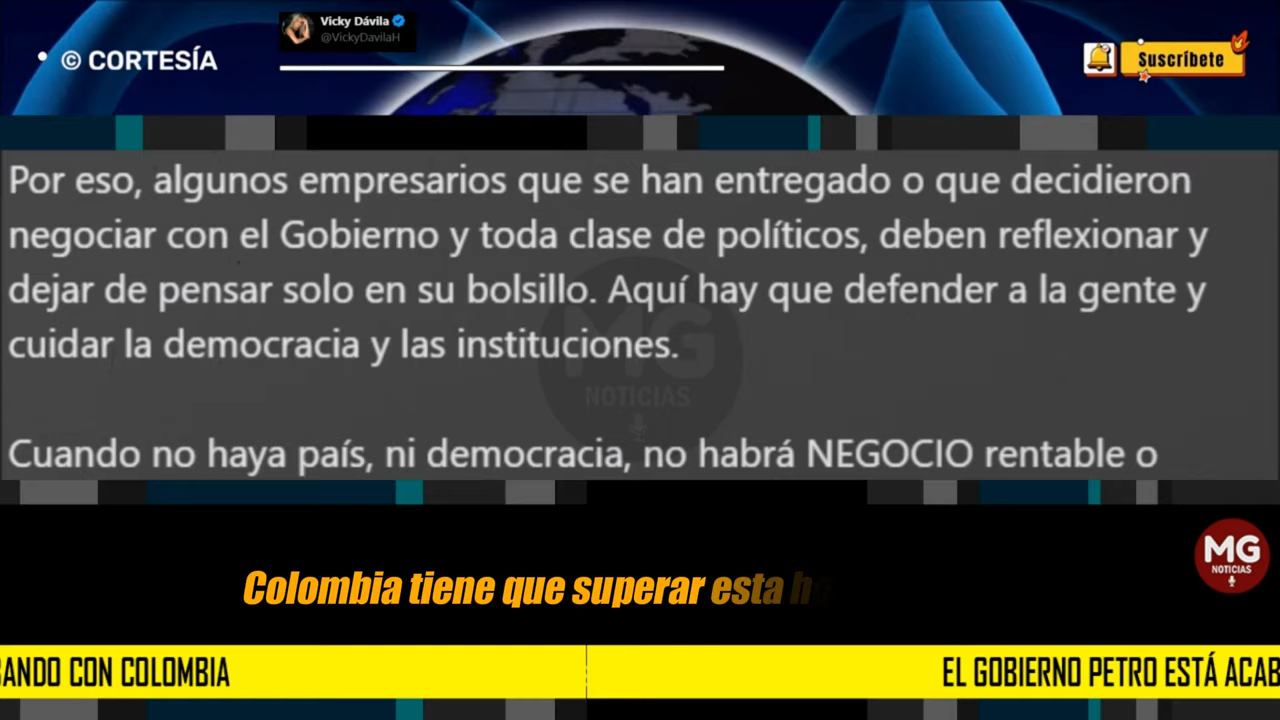 © CORTESÍA
Vicky Dávila
@VickyDavilaH
Suscríbete
Por eso, algunos empresarios que se han entregado o que decidieron
negociar con el Gobierno y toda clase de políticos, deben reflexionar y
dejar de pensar solo en su bolsillo. Aquí hay que defender a la gente y
cuidar la democracia y las instituciones.
MG
NOTICIAS
Cuando no haya país, ni democracia, no habrá NEGOCIO rentable o
MG
NOTICIAS
Colombia tiene que superar esta
BANDO CON COLOMBIA
EL GOBIERNO PETRO ESTÁ ACAB